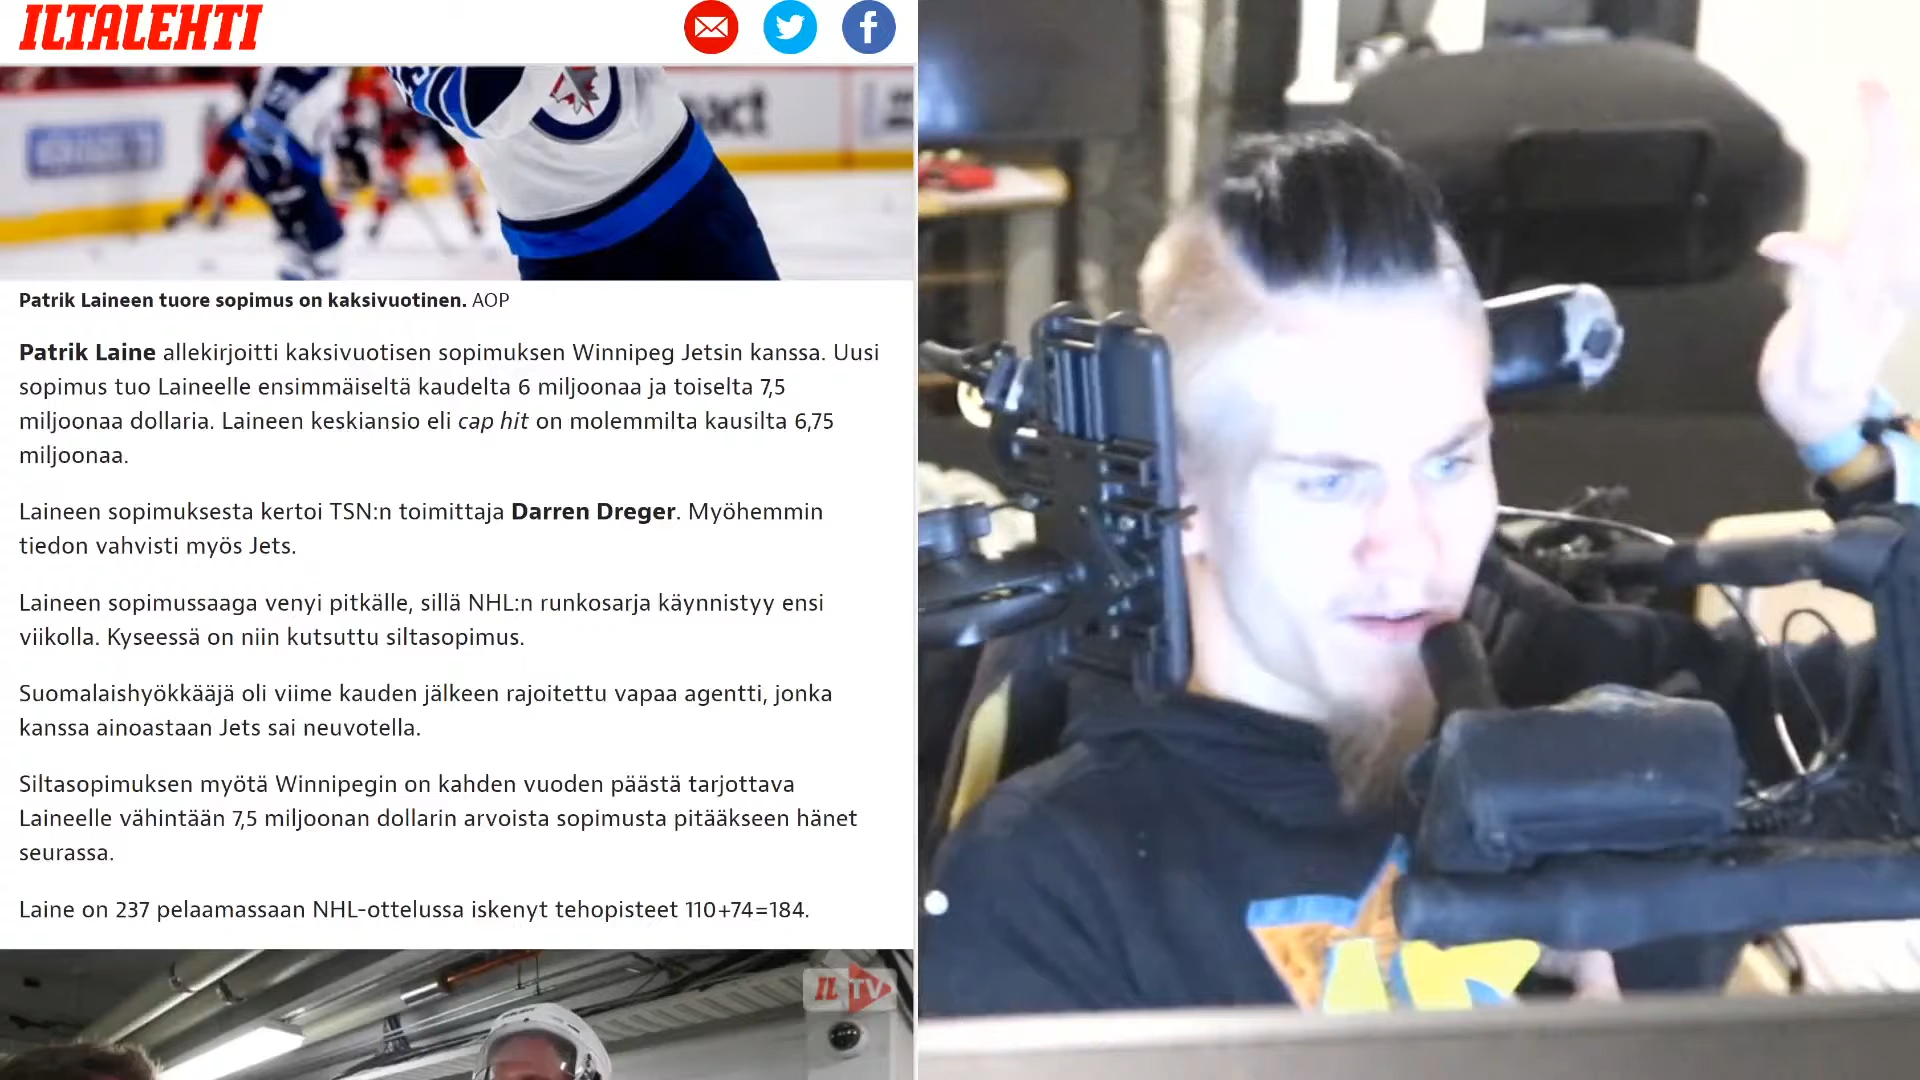 ILTALEHTI
act
Patrik Laineen tuore sopimus on kaksivuotinen. AOP
Patrik Laine allekirjoitti kaksivuotisen sopimuksen Winnipeg Jetsin kanssa. Uusi
sopimus tuo Laineelle ensimmäiseltä kaudelta 6 miljoonaa ja toiselta 7,5
miljoonaa dollaria. Laineen keskiansio eli cap hit on molemmilta kausilta 6,75
miljoonaa.
Laineen sopimuksesta kertoi TSN:n toimittaja Darren Dreger. Myöhemmin
tiedon vahvisti myös Jets.
Laineen sopimussaaga venyi pitkälle, sillä NHL:n runkosarja käynnistyy ensi
viikolla. Kyseessä on niin kutsuttu siltasopimus.
Suomalaishyökkääjä oli viime kauden jälkeen rajoitettu vapaa agentti, jonka
kanssa ainoastaan Jets sai neuvotella.
Siltasopimuksen myötä Winnipegin on kahden vuoden päästä tarjottava
Laineelle vähintään 7,5 miljoonan dollarin arvoista sopimusta pitääkseen hänet
seurassa.
Laine on 237 pelaamassaan NHL-ottelussa iskenyt tehopisteet 110+74=184.
IL TV